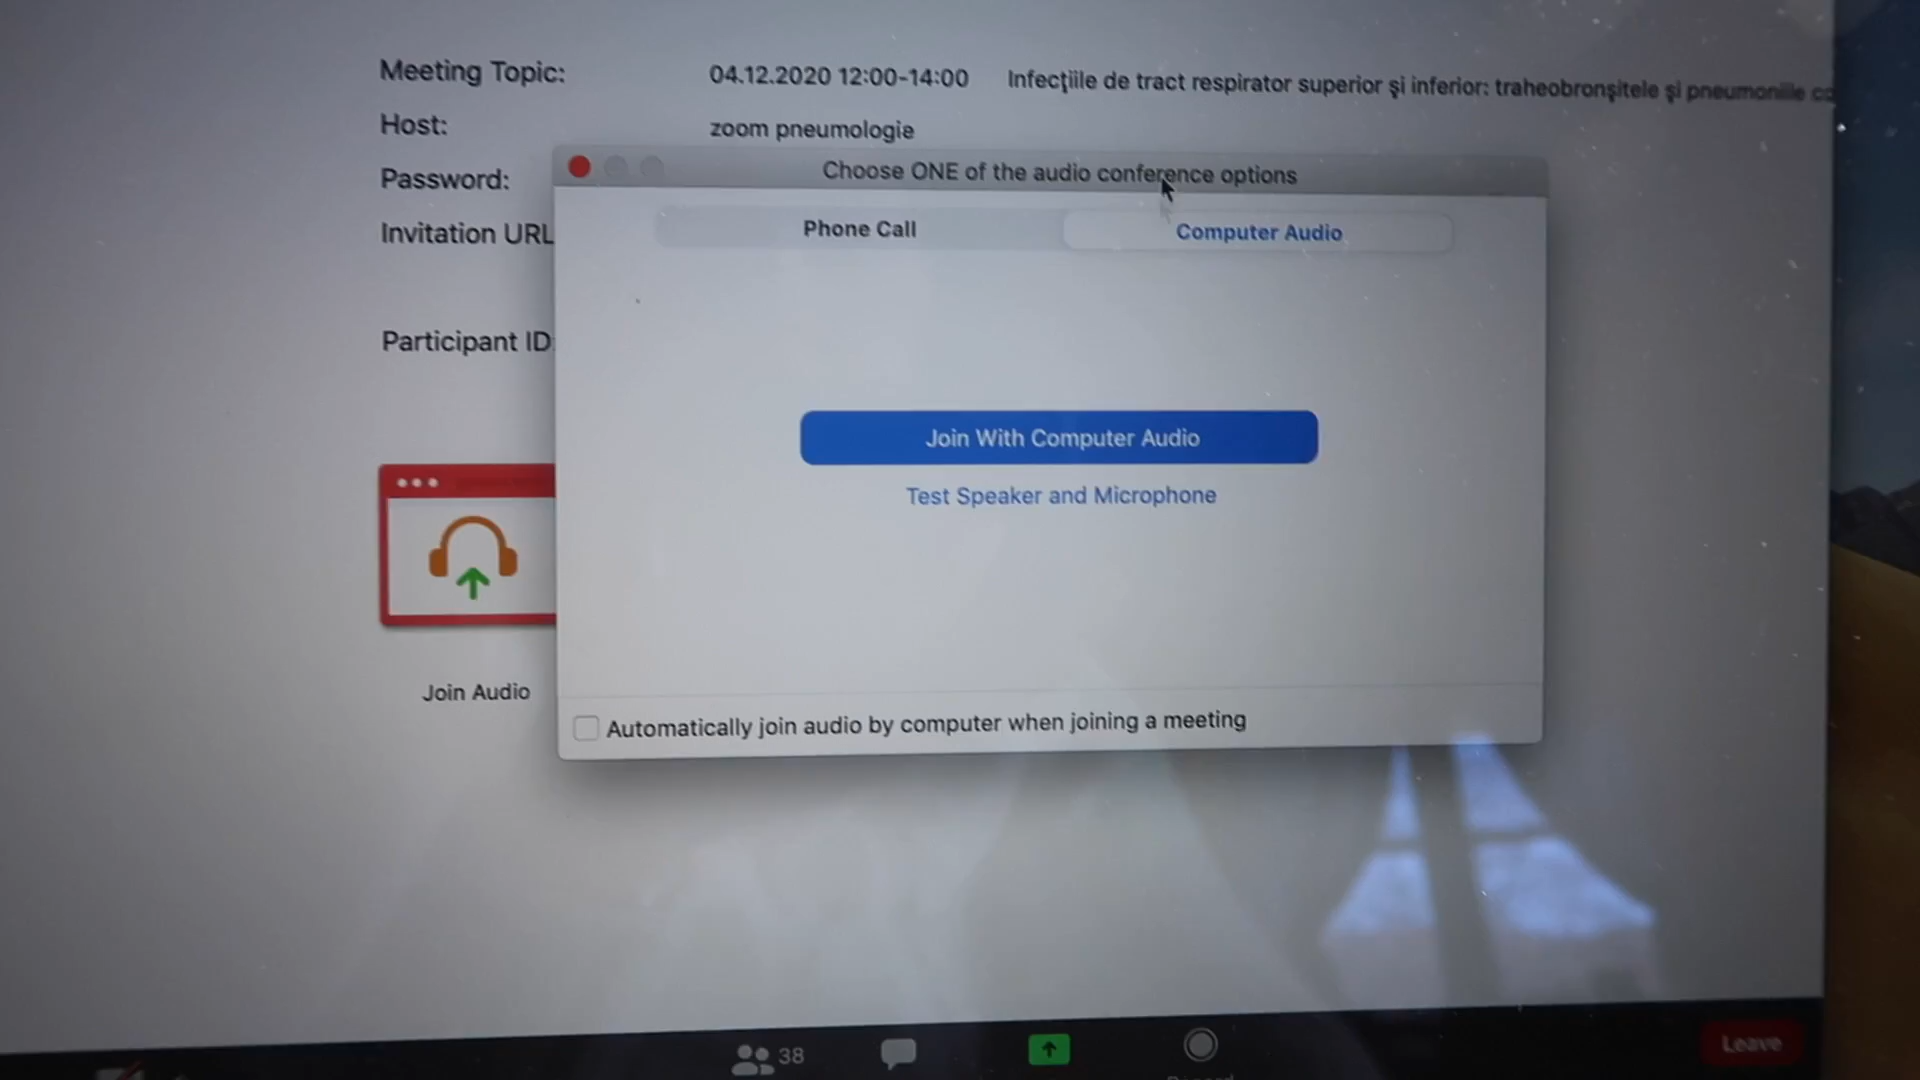 Meeting Topic: 04.12.2020 12:00-14:00 Infecţiile de tract respirator superior şi inferior: traheobronşitele şi pneumoniile
Host: zoom pneumologie
Choose ONE of the audio conference options
Password:
Phone Call Computer Audio
Invitation URL
Participant ID
Join With Computer Audio
Test Speaker and Microphone
Join Audio
Automatically join audio by computer when joining a meeting
38
Leave